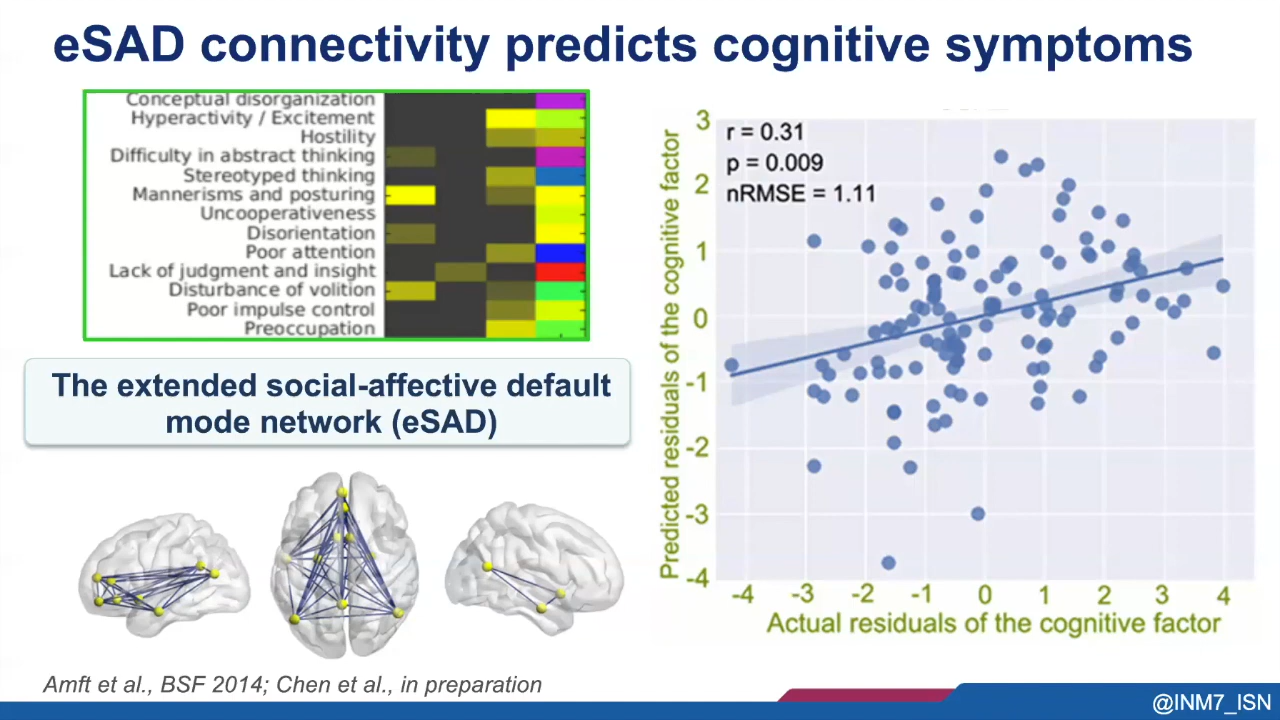 eSAD connectivity predicts cognitive symptoms
Conceptual disorganization
Hyperactivity / Excitement
Hostility
Difficulty in abstract thinking
Stereotyped thinking
Mannerisms and posturing
Uncooperativeness
Disorientation
Poor attention
Lack of judgment and insight
Disturbance of volition
Poor impulse control
Preoccupation
The extended social-affective default
mode network (eSAD)
Amft et al., BSF 2014; Chen et al., in preparation
Predicted residuals of the cognitive factor
3
2
1
0
-1
-2
-3
-4
r = 0.31
p = 0.009
nRMSE = 1.11
-4 -3 -2 -1 0 1 2 3 4
Actual residuals of the cognitive factor
@INM7_ISN